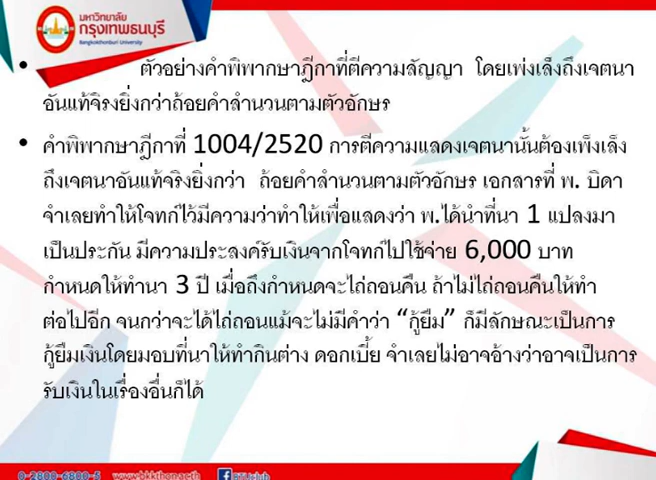 มหาวิทยาลัย
กรุงเทพธนบุรี
Bangkokthonburi University
• ตัวอย่างคำพิพากษาฎีกาที่ตีความสัญญา โดยเพ่งเล็งถึงเจตนา
อันแท้จริงยิ่งกว่าถ้อยคำสำนวนตามตัวอักษร
• คำพิพากษาฎีกาที่ 1004/2520 การตีความแสดงเจตนานั้นต้องเพ็งเล็ง
ถึงเจตนาอันแท้จริงยิ่งกว่า ถ้อยคำสำนวนตามตัวอักษร เอกสารที่ พ. บิดา
จำเลยทำให้โจทก์ไว้มีความว่าทำให้เพื่อแสดงว่า พ.ได้นำที่นา 1 แปลงมา
เป็นประกัน มีความประสงค์รับเงินจากโจทก์ไปใช้จ่าย 6,000 บาท
กำหนดให้ทำนา 3 ปี เมื่อถึงกำหนดจะไถ่ถอนคืน ถ้าไม่ไถ่ถอนคืนให้ทำ
ต่อไปอีก จนกว่าจะได้ไถ่ถอนแม้จะไม่มีคำว่า “กู้ยืม” ก็มีลักษณะเป็นการ
กู้ยืมเงินโดยมอบที่นาให้ทำกินต่าง ดอกเบี้ย จำเลยไม่อาจอ้างว่าอาจเป็นการ
รับเงินในเรื่องอื่นก็ได้
0-2800-6800-5 www.bkkthon.ac.th BTUclub